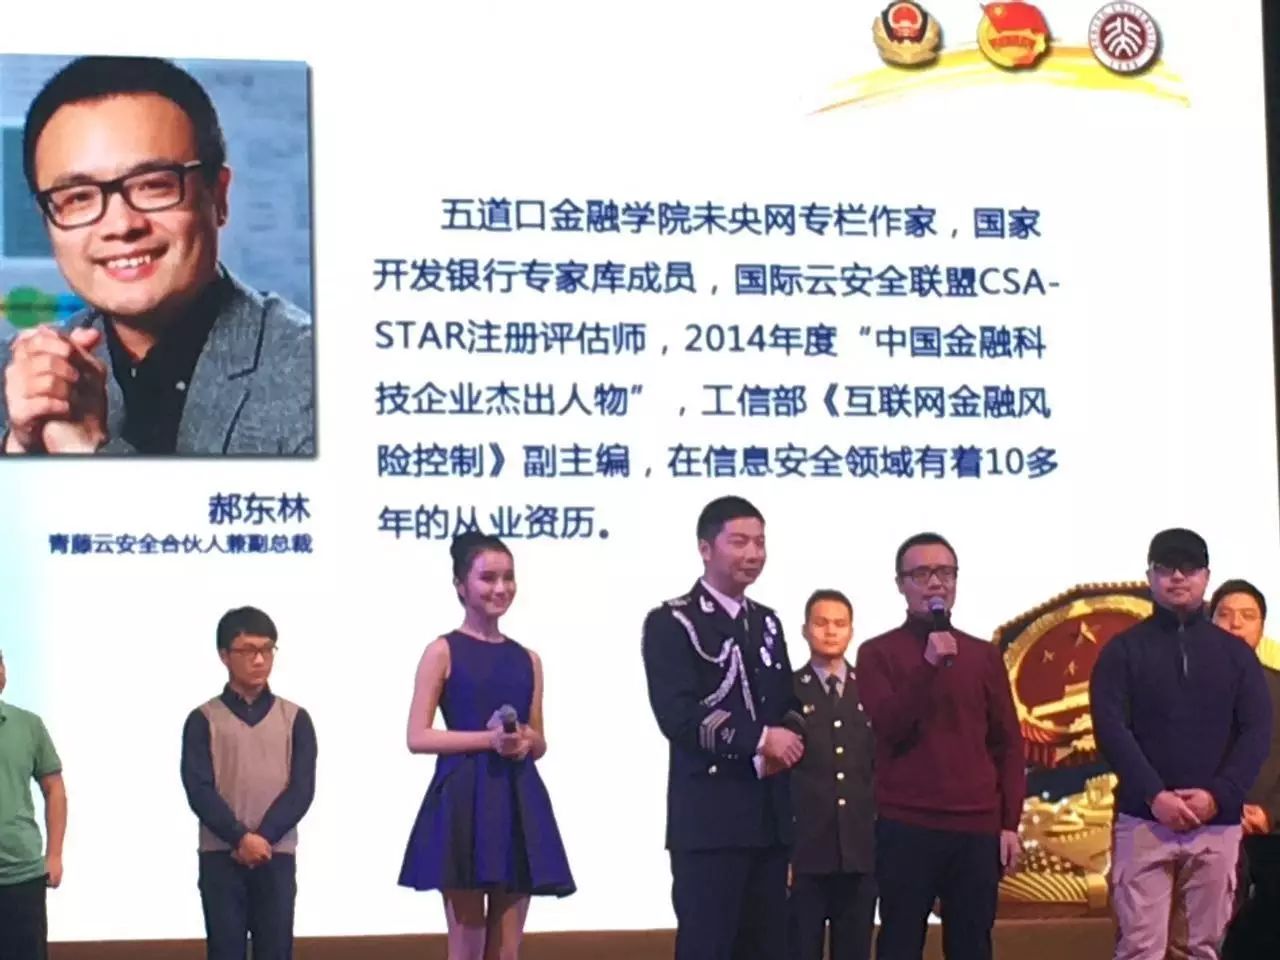 五道口金融学院未央网专栏作家，国家
开发银行专家库成员，国际云安全联盟CSA-
STAR注册评估师，2014年度“中国金融科
技企业杰出人物”，工信部《互联网金融风
险控制》副主编，在信息安全领域有着10多
年的从业资历。
郝东林
青藤云安全合伙人兼副总裁